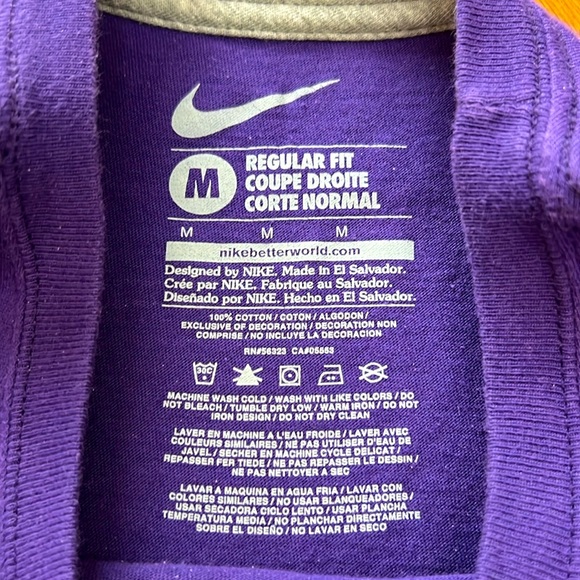 M
REGULAR FIT
COUPE DROITE
CORTE NORMAL
M M M
nikebetterworld.com
Designed by NIKE. Made in El Salvador.
Crée par NIKE. Fabrique au Salvador.
Diseñado por NIKE. Hecho en El Salvador.
100% COTTON / COTON / ALGODON /
EXCLUSIVE OF DECORATION / DECORATION NON
COMPRISE / NO INCLUYE LA DECORACION
RN#56323 CA#05553
30C
MACHINE WASH COLD / WASH WITH LIKE COLORS / DO
NOT BLEACH / TUMBLE DRY LOW / WARM IRON / DO NOT
IRON DESIGN / DO NOT DRY CLEAN
LAVER EN MACHINE A L'EAU FROIDE / LAVER AVEC
COULEURS SIMILAIRES / NE PAS UTILISER D'EAU DE
JAVEL / SECHER EN MACHINE CYCLE DELICAT /
REPASSER FER TIEDE / NE PAS REPASSER LE DESSIN /
NE PAS NETTOYER A SEC
LAVAR A MAQUINA EN AGUA FRIA / LAVAR CON
COLORES SIMILARES / NO USAR BLANQUEADORES /
USAR SECADORA CICLO LENTO / USAR PLANCHA
TEMPERATURA MEDIA / NO PLANCHAR DIRECTAMENTE
SOBRE EL DISEÑO / NO LAVAR EN SECO